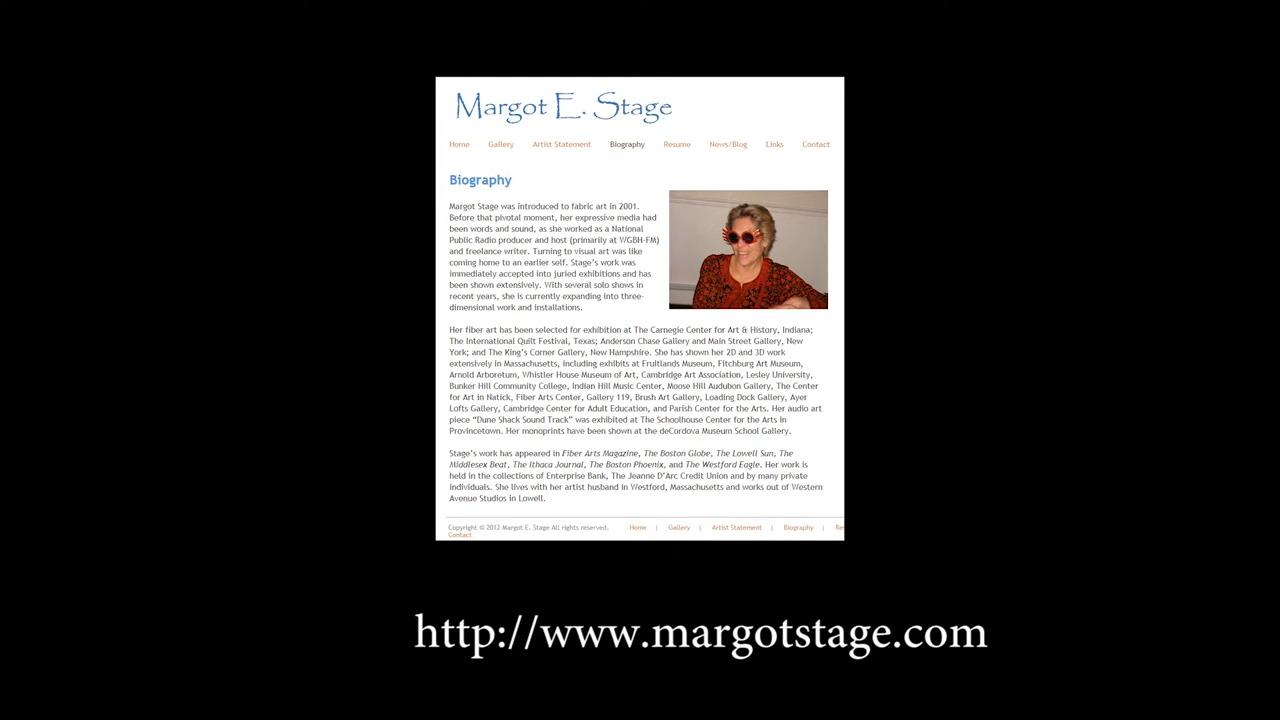 Margot E. Stage
Home Gallery Artist Statement Biography Resume News/Blog Links Contact
Biography
Margot Stage was introduced to fabric art in 2001.
Before that pivotal moment, her expressive media had
been words and sound, as she worked as a National
Public Radio producer and host (primarily at WGBH-FM)
and freelance writer. Turning to visual art was like
coming home to an earlier self. Stage's work was
immediately accepted into juried exhibitions and has
been shown extensively. With several solo shows in
recent years, she is currently expanding into three-
dimensional work and installations.
Her fiber art has been selected for exhibition at The Carnegie Center for Art & History, Indiana;
The International Quilt Festival, Texas; Anderson Chase Gallery and Main Street Gallery, New
York; and The King's Corner Gallery, New Hampshire. She has shown her 2D and 3D work
extensively in Massachusetts, including exhibits at Fruitlands Museum, Fitchburg Art Museum,
Arnold Arboretum, Whistler House Museum of Art, Cambridge Art Association, Lesley University,
Bunker Hill Community College, Indian Hill Music Center, Moose Hill Audubon Gallery, The Center
for Art in Natick, Fiber Arts Center, Gallery 119, Brush Art Gallery, Loading Dock Gallery, Ayer
Lofts Gallery, Cambridge Center for Adult Education, and Parish Center for the Arts. Her audio art
piece “Dune Shack Sound Track” was exhibited at The Schoolhouse Center for the Arts in
Provincetown. Her monoprints have been shown at the deCordova Museum School Gallery.
Stage's work has appeared in Fiber Arts Magazine, The Boston Globe, The Lowell Sun, The
Middlesex Beat, The Ithaca Journal, The Boston Phoenix, and The Westford Eagle. Her work is
held in the collections of Enterprise Bank, The Jeanne D'Arc Credit Union and by many private
individuals. She lives with her artist husband in Westford, Massachusetts and works out of Western
Avenue Studios in Lowell.
Copyright © 2012 Margot E. Stage All rights reserved. Home | Gallery | Artist Statement | Biography | Res
Contact
http://www.margotstage.com